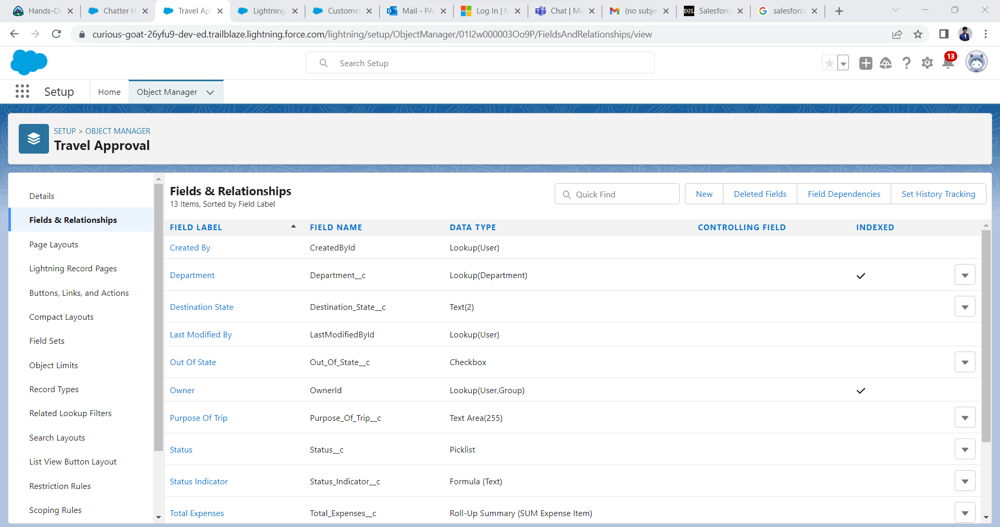 Hands-Or
Chatter H
Travel Ap
Lightning
Customer
Mail - PA
Log In | M
Chat | Mi
(no subje
D2L
Salesforc
salesforce
curious-goat-26yfu9-dev-ed.trailblaze.lightning.force.com/lightning/setup/ObjectManager/01I2w000003Oo9P/FieldsAndRelationships/view
Search Setup
13
Setup
Home
Object Manager
SETUP > OBJECT MANAGER
Travel Approval
Details
Fields & Relationships
Page Layouts
Lightning Record Pages
Buttons, Links, and Actions
Compact Layouts
Field Sets
Object Limits
Record Types
Related Lookup Filters
Search Layouts
List View Button Layout
Restriction Rules
Scoping Rules
Fields & Relationships
13 Items, Sorted by Field Label
Quick Find
New
Deleted Fields
Field Dependencies
Set History Tracking
FIELD LABEL FIELD NAME DATA TYPE CONTROLLING FIELD INDEXED
Created By CreatedById Lookup(User)
Department Department__c Lookup(Department)
Destination State Destination_State__c Text(2)
Last Modified By LastModifiedById Lookup(User)
Out Of State Out_Of_State__c Checkbox
Owner OwnerId Lookup(User,Group)
Purpose Of Trip Purpose_Of_Trip__c Text Area(255)
Status Status__c Picklist
Status Indicator Status_Indicator__c Formula (Text)
Total Expenses Total_Expenses__c Roll-Up Summary (SUM Expense Item)